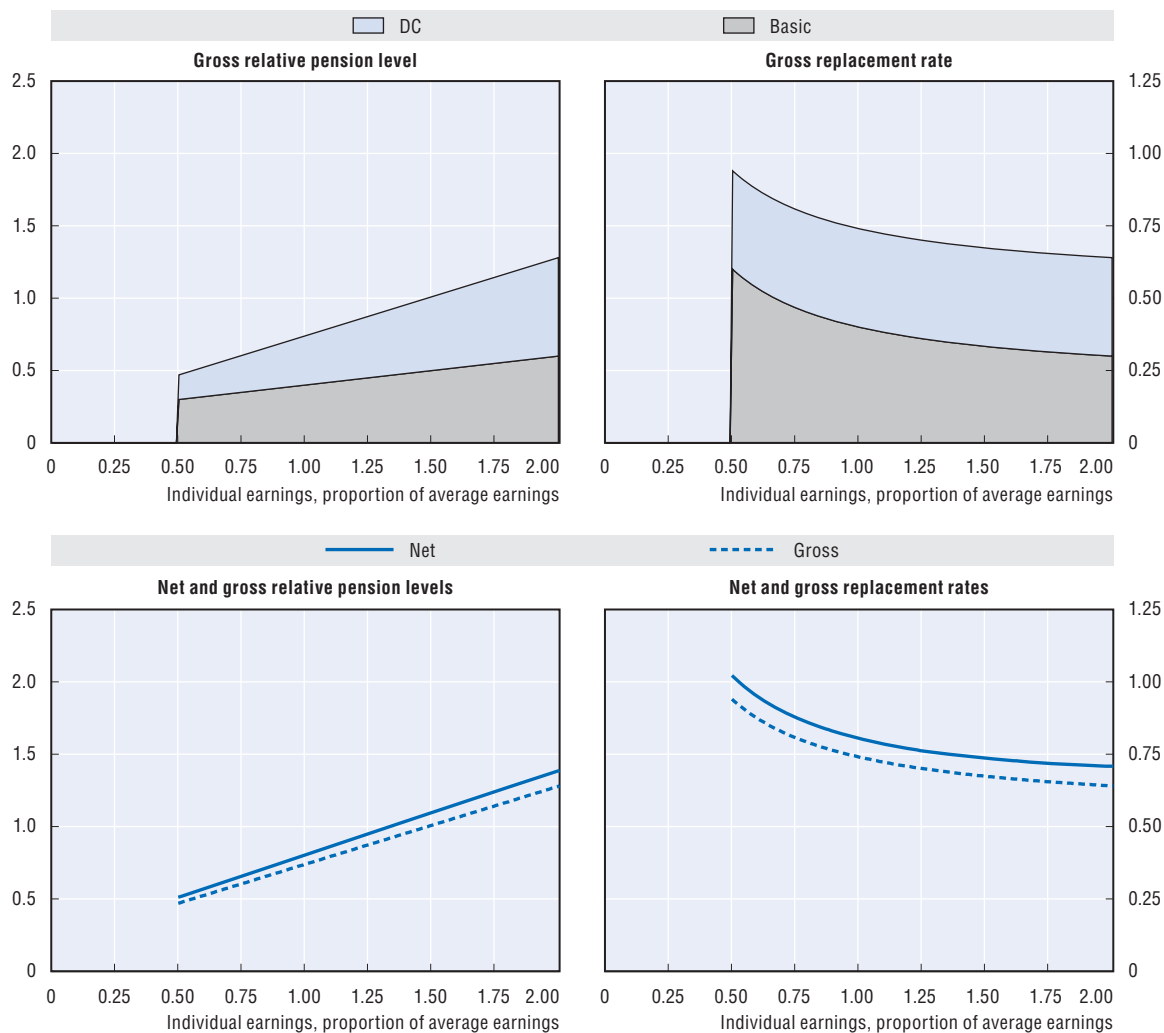 DC Basic
Gross relative pension level Gross replacement rate
2.5 1.25
2.0 1.00
1.5 0.75
1.0 0.50
0.5 0.25
0 0
0 0.25 0.50 0.75 1.00 1.25 1.50 1.75 2.00 0 0.25 0.50 0.75 1.00 1.25 1.50 1.75 2.00
Individual earnings, proportion of average earnings Individual earnings, proportion of average earnings
Net Gross
Net and gross relative pension levels Net and gross replacement rates
2.5 1.25
2.0 1.00
1.5 0.75
1.0 0.50
0.5 0.25
0 0
0 0.25 0.50 0.75 1.00 1.25 1.50 1.75 2.00 0 0.25 0.50 0.75 1.00 1.25 1.50 1.75 2.00
Individual earnings, proportion of average earnings Individual earnings, proportion of average earnings